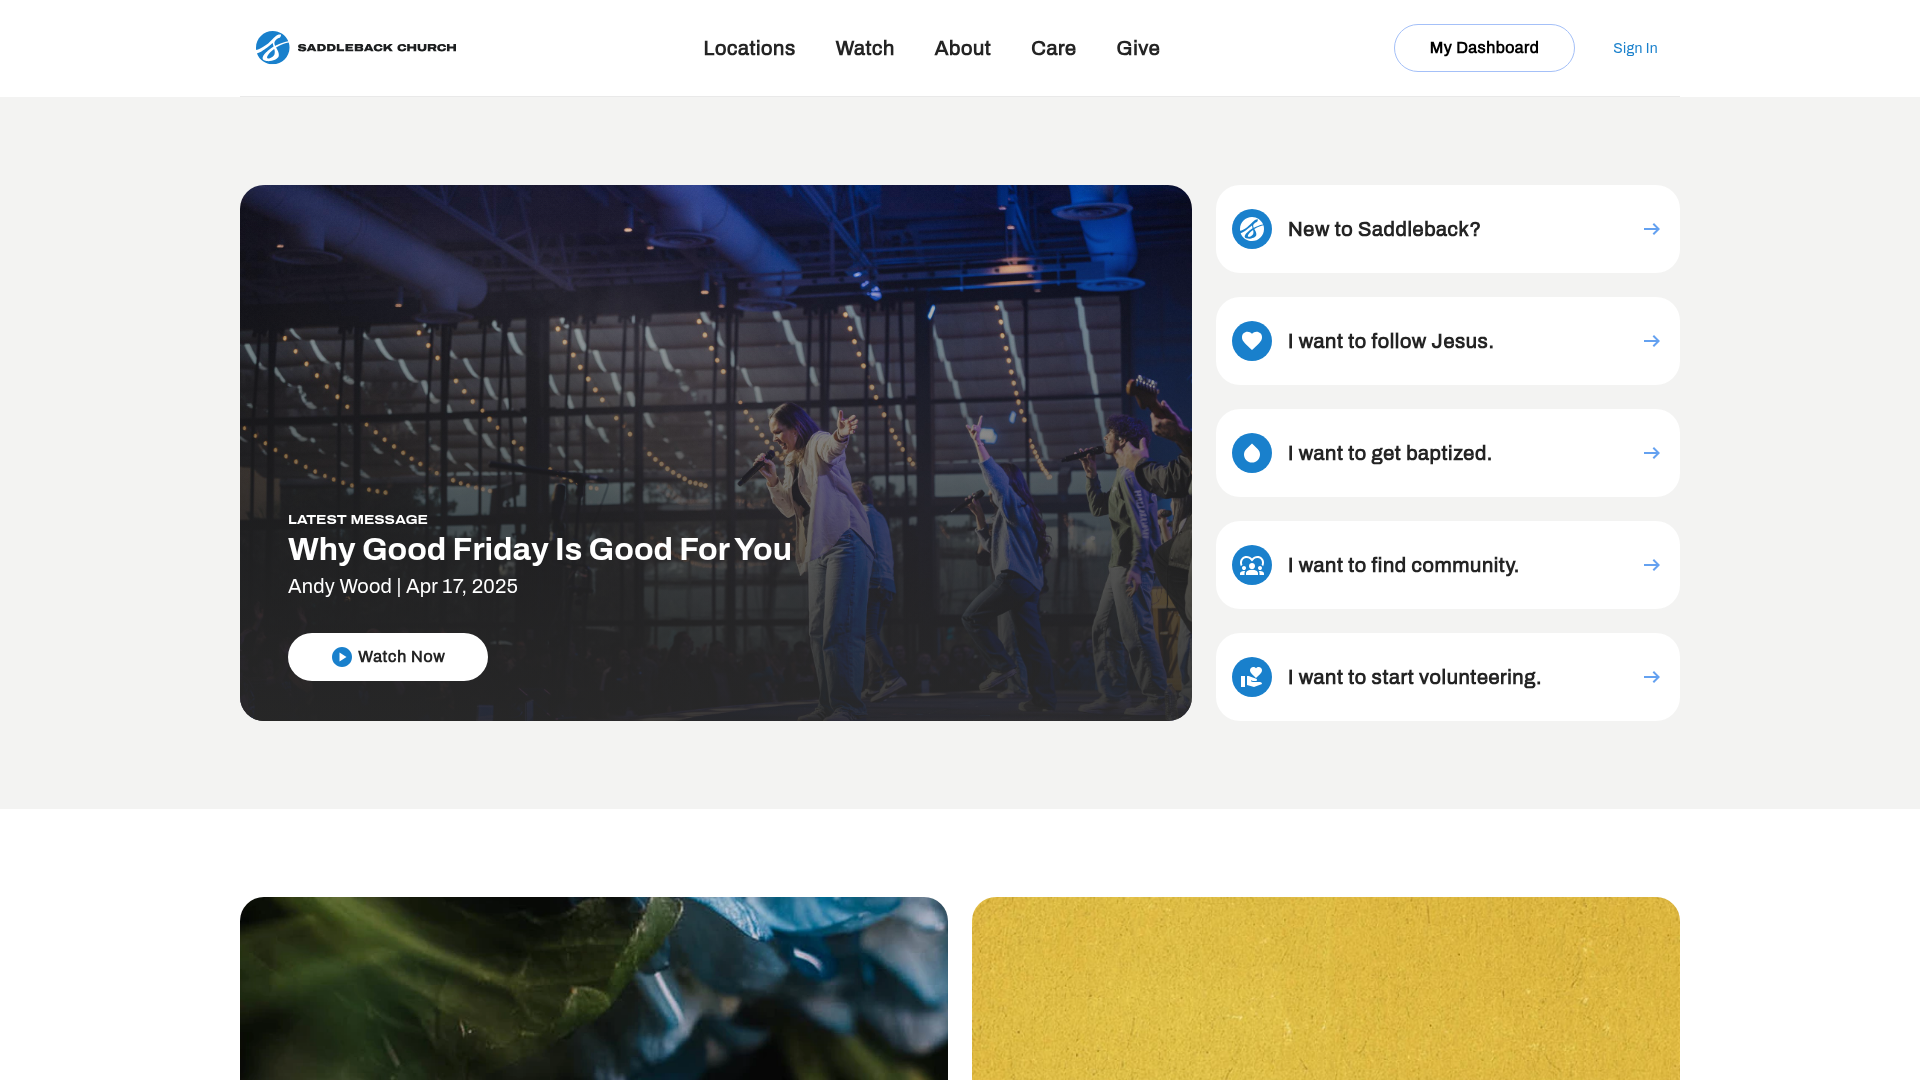 SADDLEBACK CHURCH
Locations
Watch
About
Care
Give
My Dashboard
Sign In
LATEST MESSAGE
Why Good Friday Is Good For You
Andy Wood | Apr 17, 2025
Watch Now
New to Saddleback?
I want to follow Jesus.
I want to get baptized.
I want to find community.
I want to start volunteering.